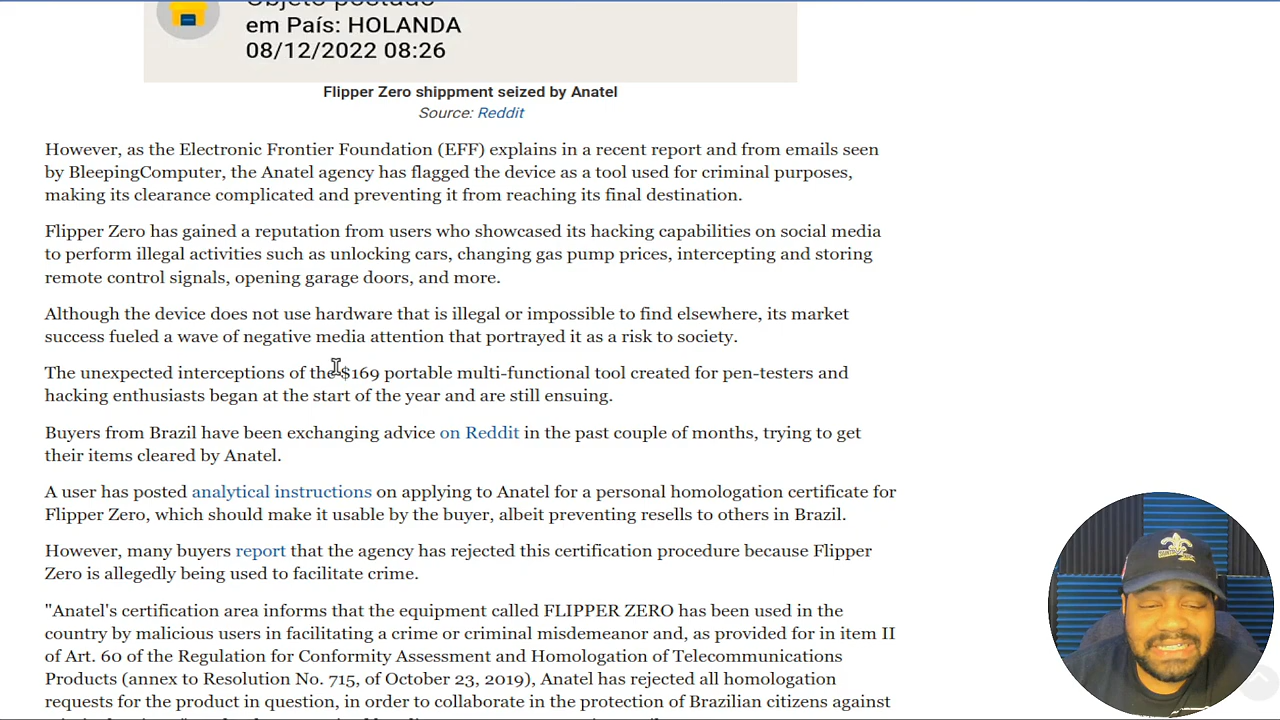 Objeto postado
em País: HOLANDA
08/12/2022 08:26
Flipper Zero shippment seized by Anatel
Source: Reddit
However, as the Electronic Frontier Foundation (EFF) explains in a recent report and from emails seen
by BleepingComputer, the Anatel agency has flagged the device as a tool used for criminal purposes,
making its clearance complicated and preventing it from reaching its final destination.
Flipper Zero has gained a reputation from users who showcased its hacking capabilities on social media
to perform illegal activities such as unlocking cars, changing gas pump prices, intercepting and storing
remote control signals, opening garage doors, and more.
Although the device does not use hardware that is illegal or impossible to find elsewhere, its market
success fueled a wave of negative media attention that portrayed it as a risk to society.
The unexpected interceptions of the $169 portable multi-functional tool created for pen-testers and
hacking enthusiasts began at the start of the year and are still ensuing.
Buyers from Brazil have been exchanging advice on Reddit in the past couple of months, trying to get
their items cleared by Anatel.
A user has posted analytical instructions on applying to Anatel for a personal homologation certificate for
Flipper Zero, which should make it usable by the buyer, albeit preventing resells to others in Brazil.
However, many buyers report that the agency has rejected this certification procedure because Flipper
Zero is allegedly being used to facilitate crime.
"Anatel's certification area informs that the equipment called FLIPPER ZERO has been used in the
country by malicious users in facilitating a crime or criminal misdemeanor and, as provided for in item II
of Art. 60 of the Regulation for Conformity Assessment and Homologation of Telecommunications
Products (annex to Resolution No. 715, of October 23, 2019), Anatel has rejected all homologation
requests for the product in question, in order to collaborate in the protection of Brazilian citizens against